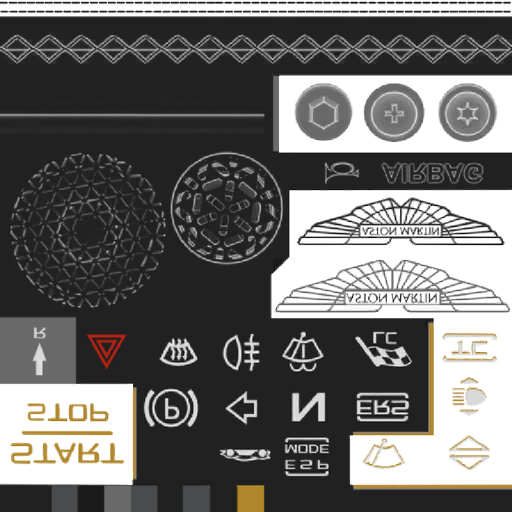 AIRBAG
ASTON MARTIN
ASTON MARTIN
R
LC
TC
STOP
START
(P)
N
ERS
MODE
ESP